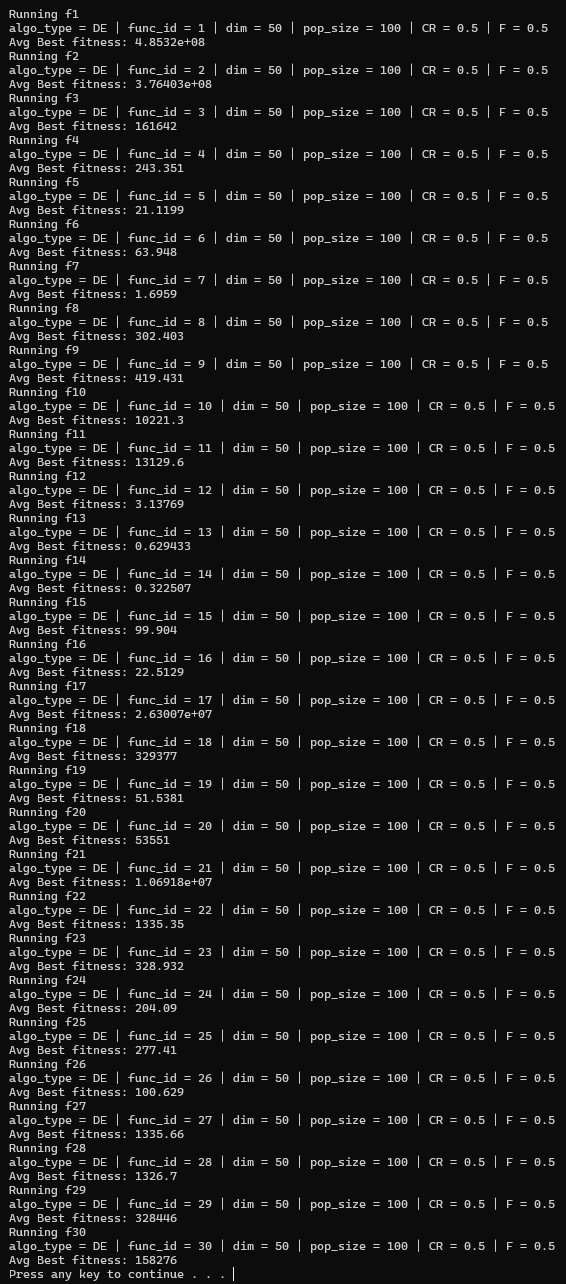 Running f1
algo_type = DE | func_id = 1 | dim = 50 | pop_size = 100 | CR = 0.5 | F = 0.5
Avg Best fitness: 4.8532e+08
Running f2
algo_type = DE | func_id = 2 | dim = 50 | pop_size = 100 | CR = 0.5 | F = 0.5
Avg Best fitness: 3.76403e+08
Running f3
algo_type = DE | func_id = 3 | dim = 50 | pop_size = 100 | CR = 0.5 | F = 0.5
Avg Best fitness: 161642
Running f4
algo_type = DE | func_id = 4 | dim = 50 | pop_size = 100 | CR = 0.5 | F = 0.5
Avg Best fitness: 243.351
Running f5
algo_type = DE | func_id = 5 | dim = 50 | pop_size = 100 | CR = 0.5 | F = 0.5
Avg Best fitness: 21.1199
Running f6
algo_type = DE | func_id = 6 | dim = 50 | pop_size = 100 | CR = 0.5 | F = 0.5
Avg Best fitness: 63.948
Running f7
algo_type = DE | func_id = 7 | dim = 50 | pop_size = 100 | CR = 0.5 | F = 0.5
Avg Best fitness: 1.6959
Running f8
algo_type = DE | func_id = 8 | dim = 50 | pop_size = 100 | CR = 0.5 | F = 0.5
Avg Best fitness: 302.403
Running f9
algo_type = DE | func_id = 9 | dim = 50 | pop_size = 100 | CR = 0.5 | F = 0.5
Avg Best fitness: 419.431
Running f10
algo_type = DE | func_id = 10 | dim = 50 | pop_size = 100 | CR = 0.5 | F = 0.5
Avg Best fitness: 10221.3
Running f11
algo_type = DE | func_id = 11 | dim = 50 | pop_size = 100 | CR = 0.5 | F = 0.5
Avg Best fitness: 13129.6
Running f12
algo_type = DE | func_id = 12 | dim = 50 | pop_size = 100 | CR = 0.5 | F = 0.5
Avg Best fitness: 3.13769
Running f13
algo_type = DE | func_id = 13 | dim = 50 | pop_size = 100 | CR = 0.5 | F = 0.5
Avg Best fitness: 0.629433
Running f14
algo_type = DE | func_id = 14 | dim = 50 | pop_size = 100 | CR = 0.5 | F = 0.5
Avg Best fitness: 0.322507
Running f15
algo_type = DE | func_id = 15 | dim = 50 | pop_size = 100 | CR = 0.5 | F = 0.5
Avg Best fitness: 99.904
Running f16
algo_type = DE | func_id = 16 | dim = 50 | pop_size = 100 | CR = 0.5 | F = 0.5
Avg Best fitness: 22.5129
Running f17
algo_type = DE | func_id = 17 | dim = 50 | pop_size = 100 | CR = 0.5 | F = 0.5
Avg Best fitness: 2.63007e+07
Running f18
algo_type = DE | func_id = 18 | dim = 50 | pop_size = 100 | CR = 0.5 | F = 0.5
Avg Best fitness: 329377
Running f19
algo_type = DE | func_id = 19 | dim = 50 | pop_size = 100 | CR = 0.5 | F = 0.5
Avg Best fitness: 51.5381
Running f20
algo_type = DE | func_id = 20 | dim = 50 | pop_size = 100 | CR = 0.5 | F = 0.5
Avg Best fitness: 53551
Running f21
algo_type = DE | func_id = 21 | dim = 50 | pop_size = 100 | CR = 0.5 | F = 0.5
Avg Best fitness: 1.06918e+07
Running f22
algo_type = DE | func_id = 22 | dim = 50 | pop_size = 100 | CR = 0.5 | F = 0.5
Avg Best fitness: 1335.35
Running f23
algo_type = DE | func_id = 23 | dim = 50 | pop_size = 100 | CR = 0.5 | F = 0.5
Avg Best fitness: 328.932
Running f24
algo_type = DE | func_id = 24 | dim = 50 | pop_size = 100 | CR = 0.5 | F = 0.5
Avg Best fitness: 204.09
Running f25
algo_type = DE | func_id = 25 | dim = 50 | pop_size = 100 | CR = 0.5 | F = 0.5
Avg Best fitness: 277.41
Running f26
algo_type = DE | func_id = 26 | dim = 50 | pop_size = 100 | CR = 0.5 | F = 0.5
Avg Best fitness: 100.629
Running f27
algo_type = DE | func_id = 27 | dim = 50 | pop_size = 100 | CR = 0.5 | F = 0.5
Avg Best fitness: 1335.66
Running f28
algo_type = DE | func_id = 28 | dim = 50 | pop_size = 100 | CR = 0.5 | F = 0.5
Avg Best fitness: 1326.7
Running f29
algo_type = DE | func_id = 29 | dim = 50 | pop_size = 100 | CR = 0.5 | F = 0.5
Avg Best fitness: 328446
Running f30
algo_type = DE | func_id = 30 | dim = 50 | pop_size = 100 | CR = 0.5 | F = 0.5
Avg Best fitness: 158276
Press any key to continue . . .